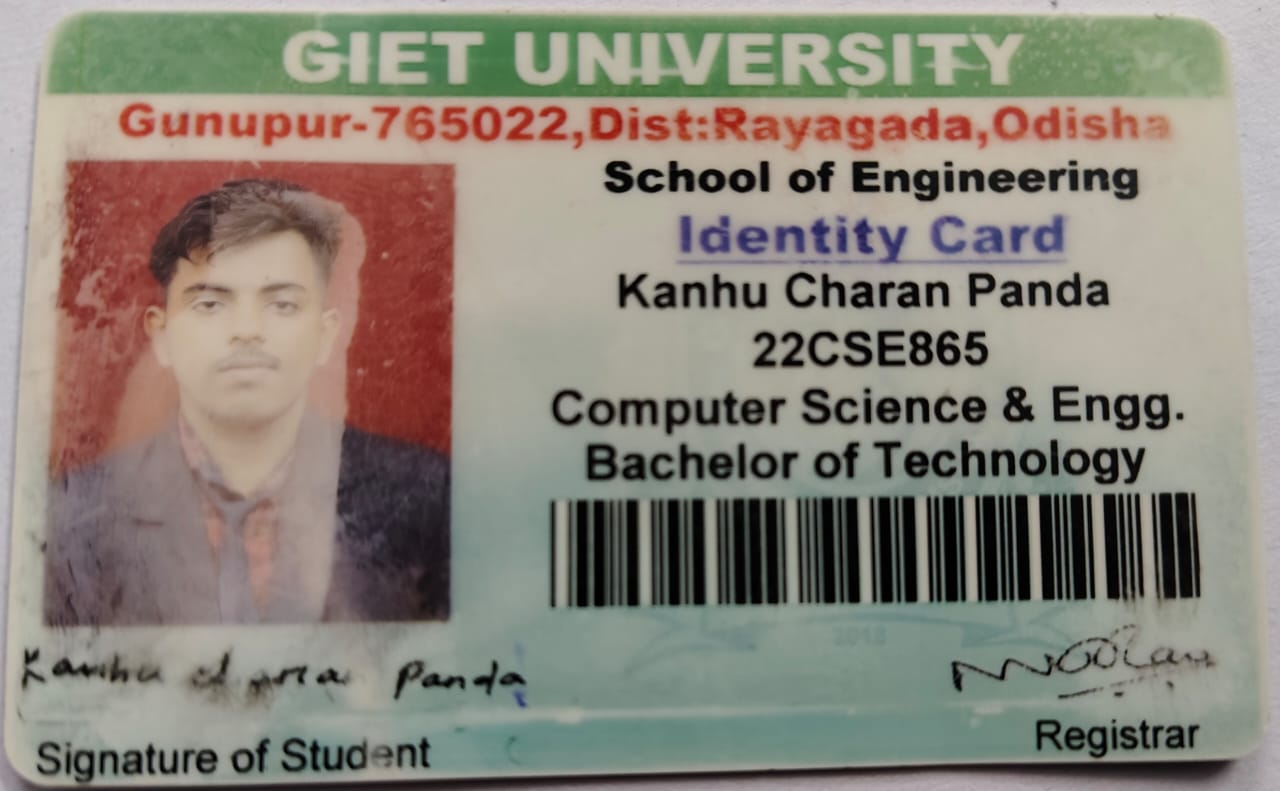 GIET UNIVERSITY
Gunupur-765022,Dist:Rayagada,Odisha
School of Engineering
Identity Card
Kanhu Charan Panda
22CSE865
Computer Science & Engg.
Bachelor of Technology
2018
Kanhu charan Panda
Signature of Student
Registrar